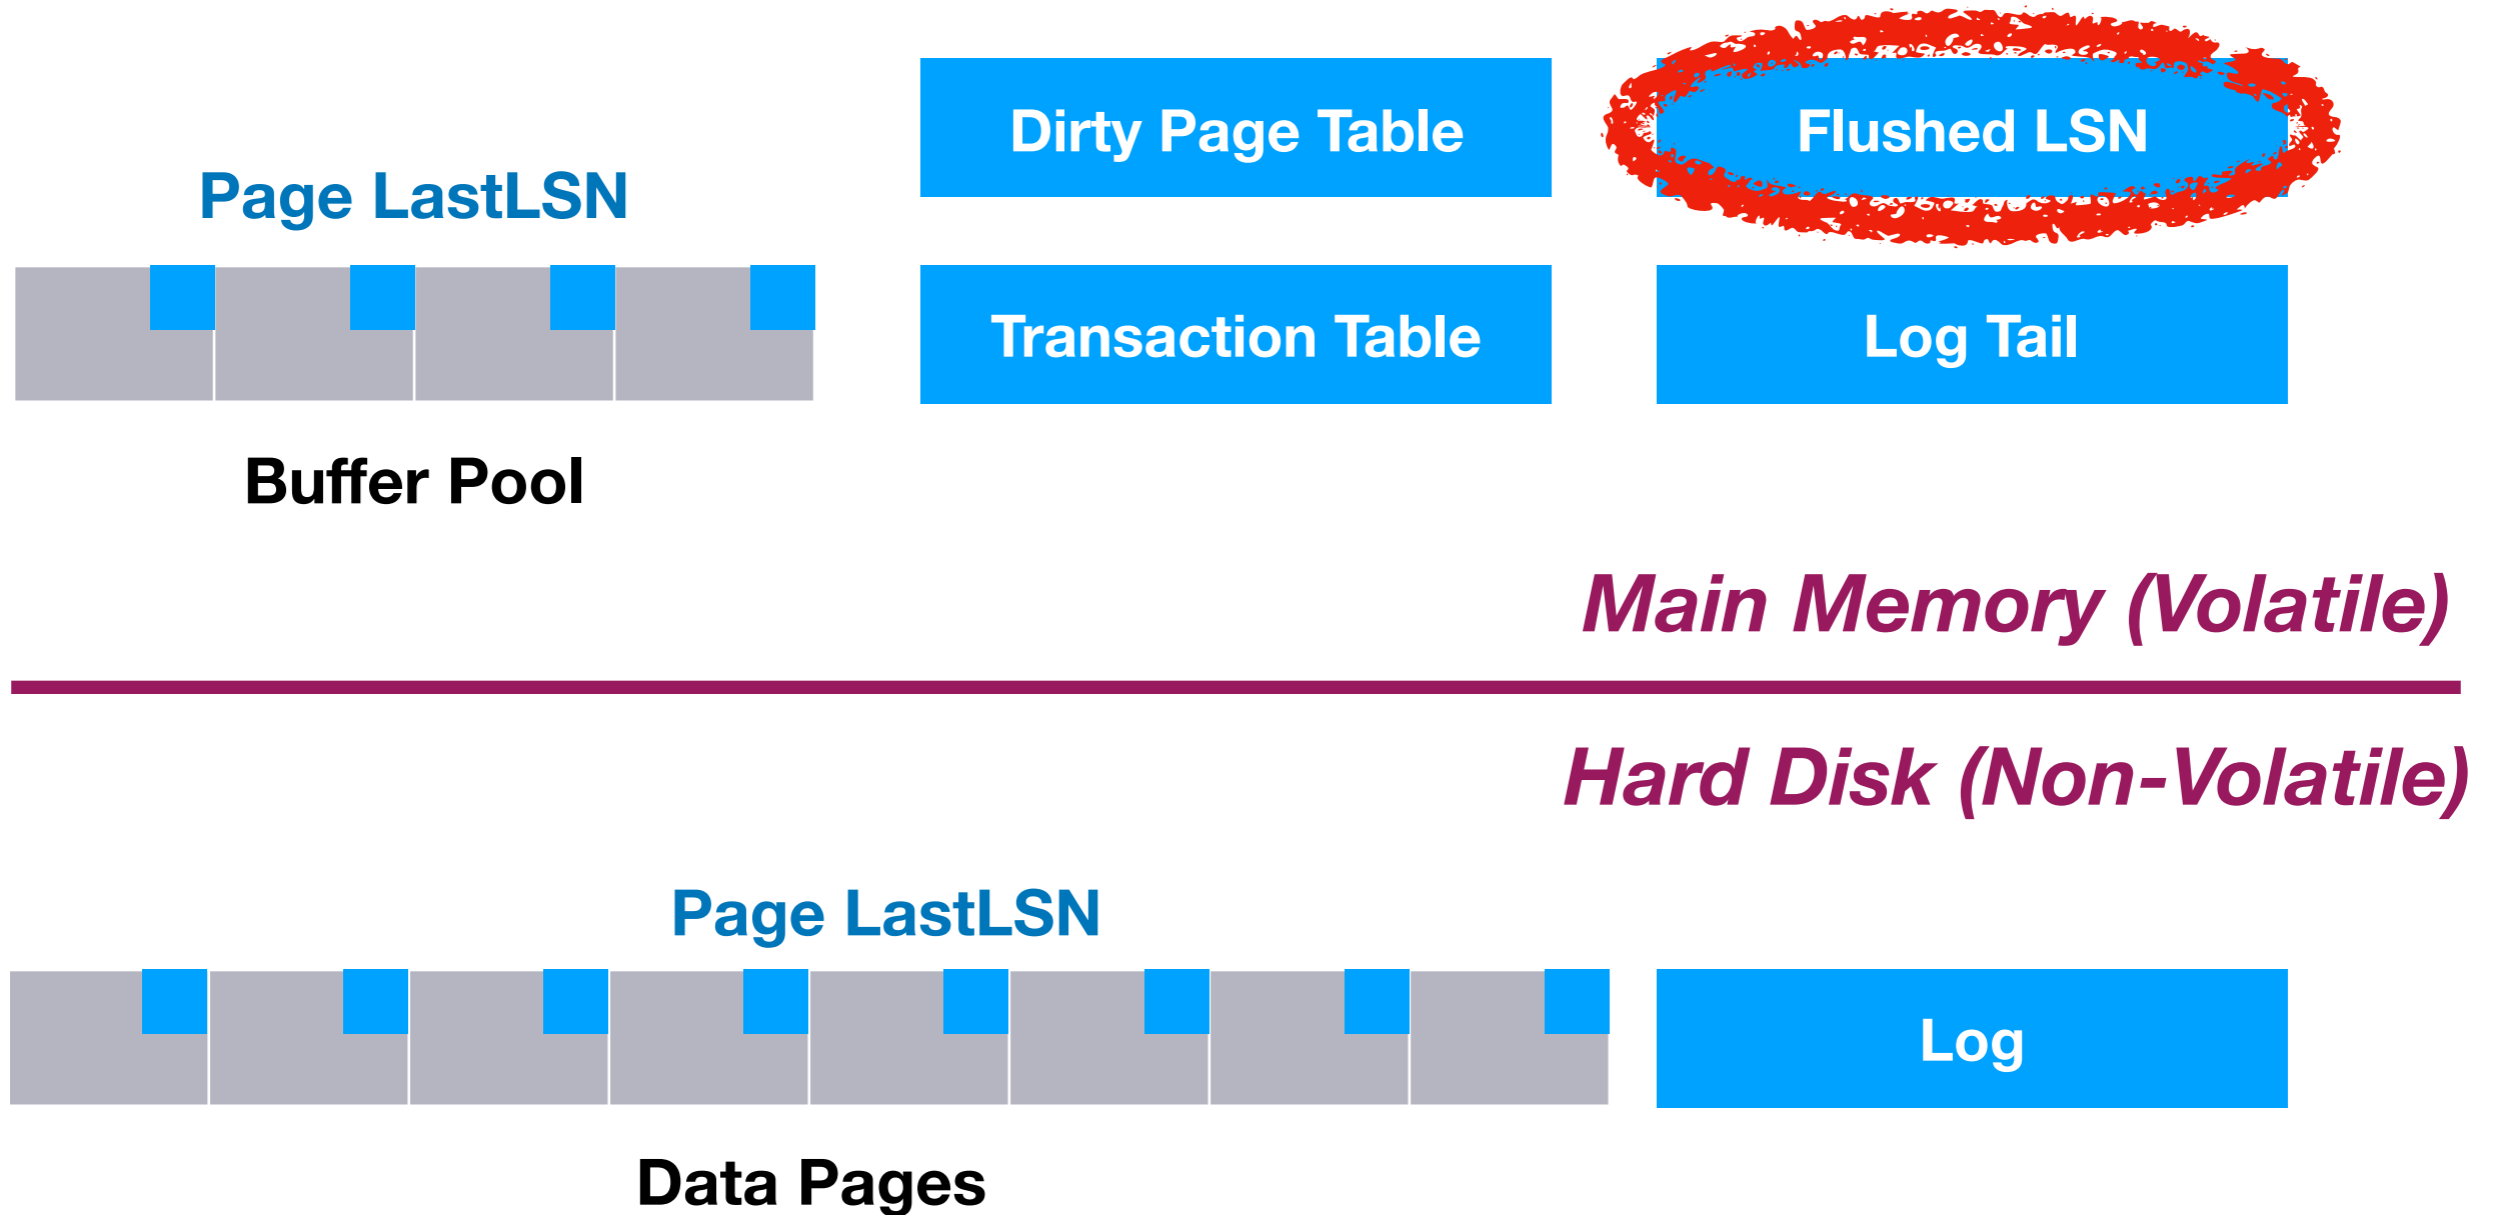 Dirty Page Table
Flushed LSN
Page LastLSN
Transaction Table
Log Tail
Buffer Pool
Main Memory (Volatile)
Hard Disk (Non-Volatile)
Page LastLSN
Log
Data Pages